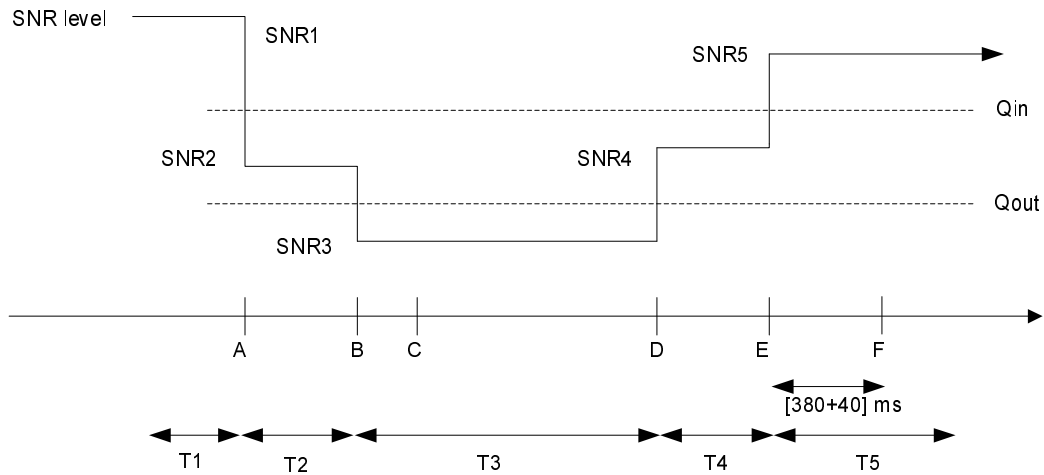 SNR level
SNR1
SNR5
Qin
SNR2
SNR4
Qout
SNR3
A
B
C
D
E
F
[380+40] ms
T1
T2
T3
T4
T5